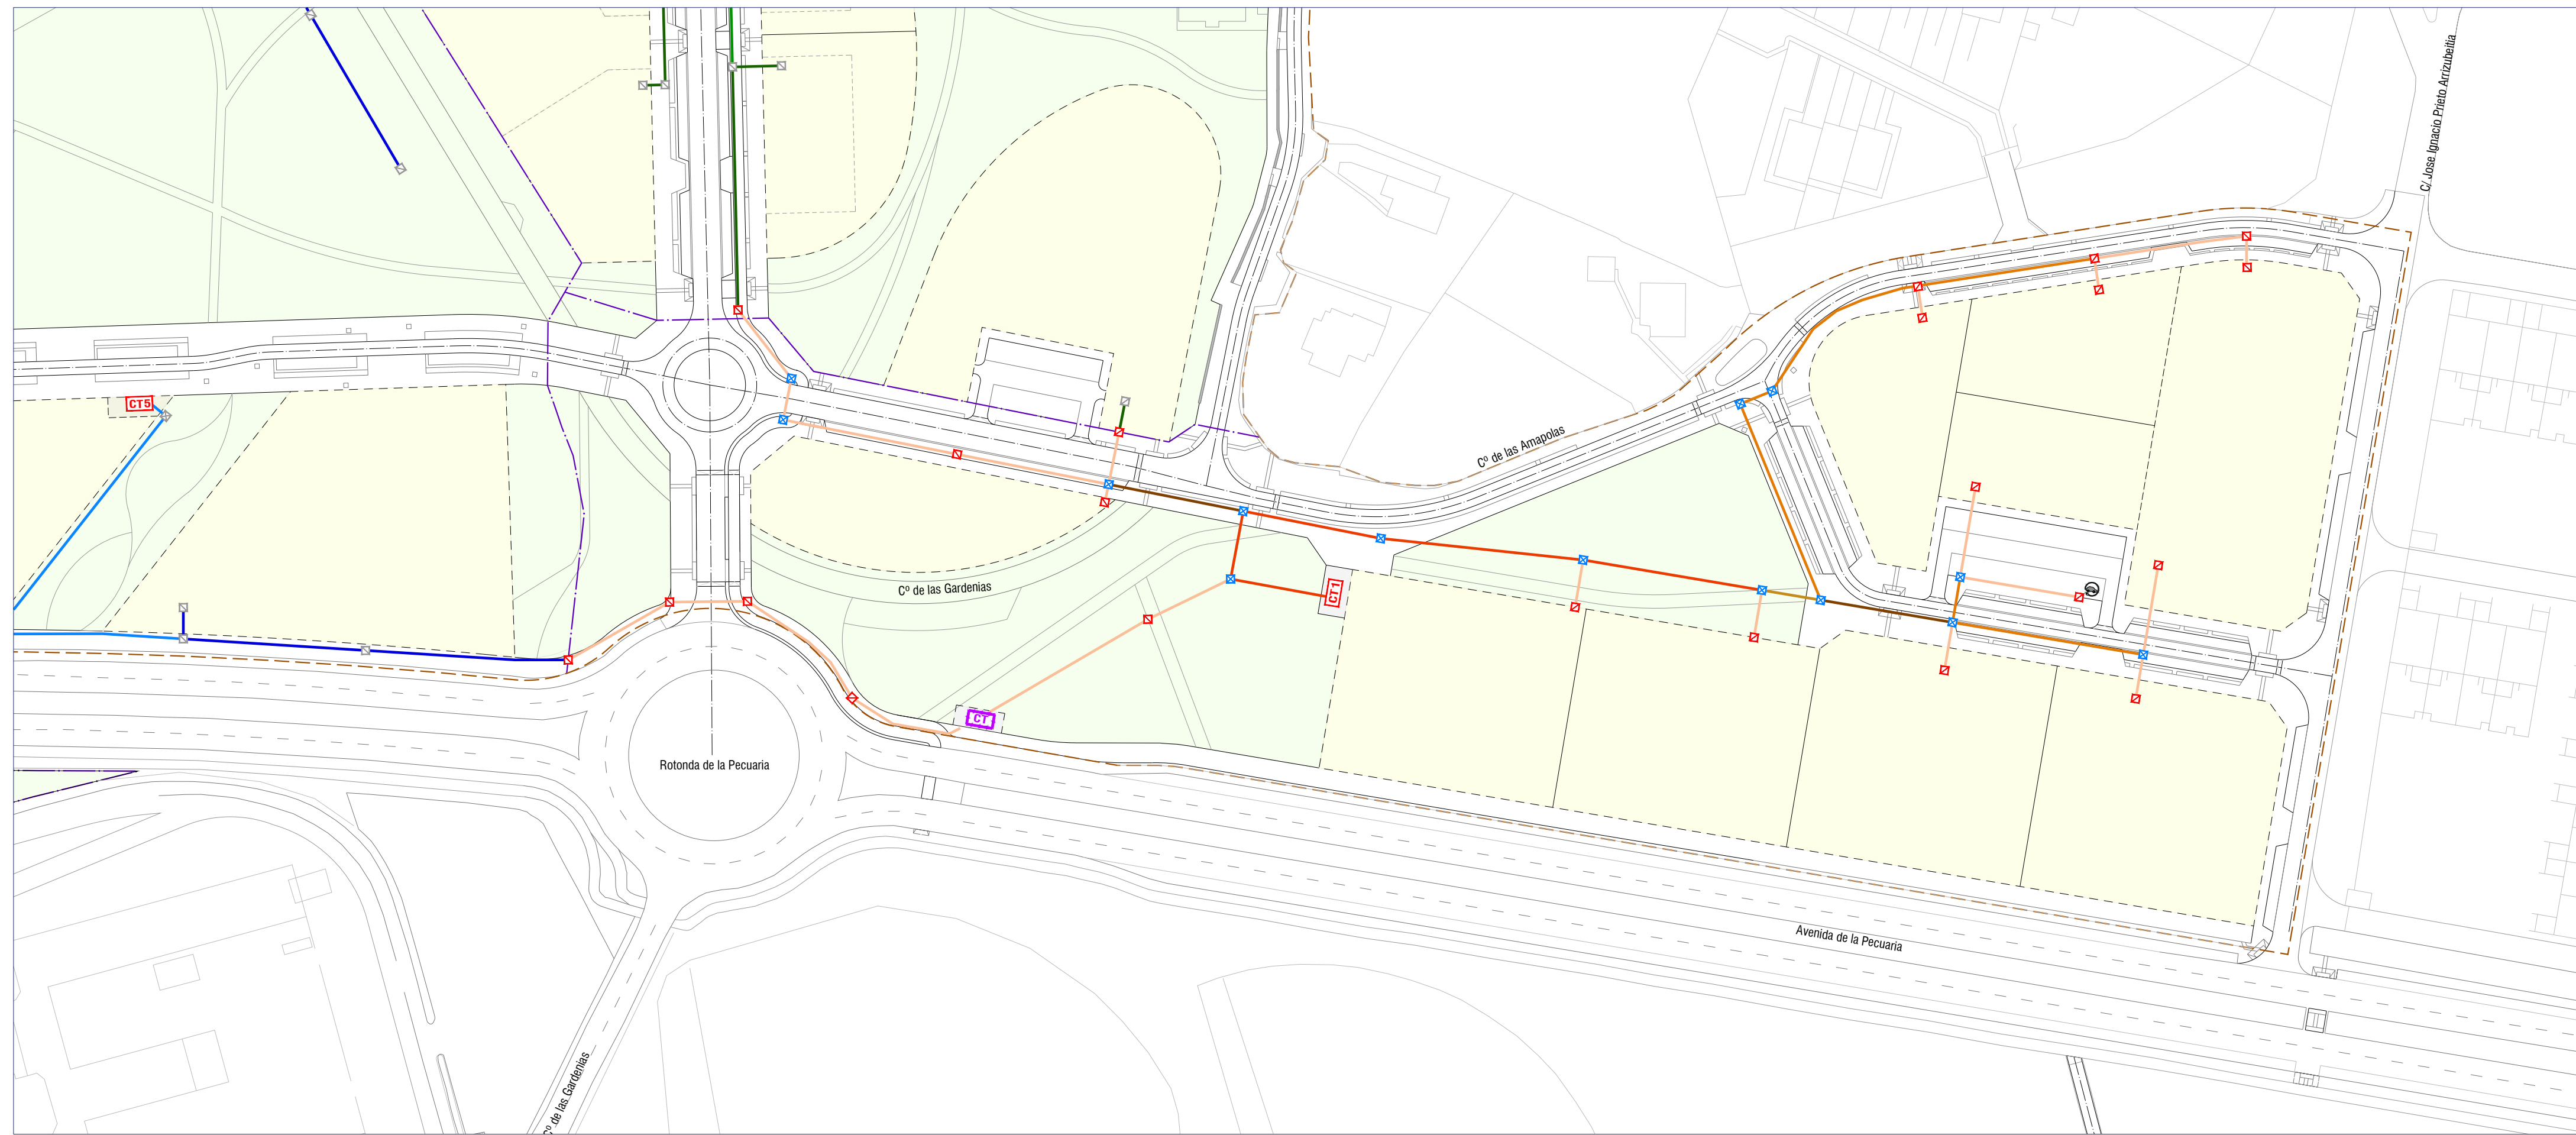 C/ Jose Ignacio Prieto Arrizubeitia
CT5
Cº de las Amapolas
Cº de las Gardenias
CT1
CT
Rotonda de la Pecuaria
Avenida de la Pecuaria
Cº de las Gardenias